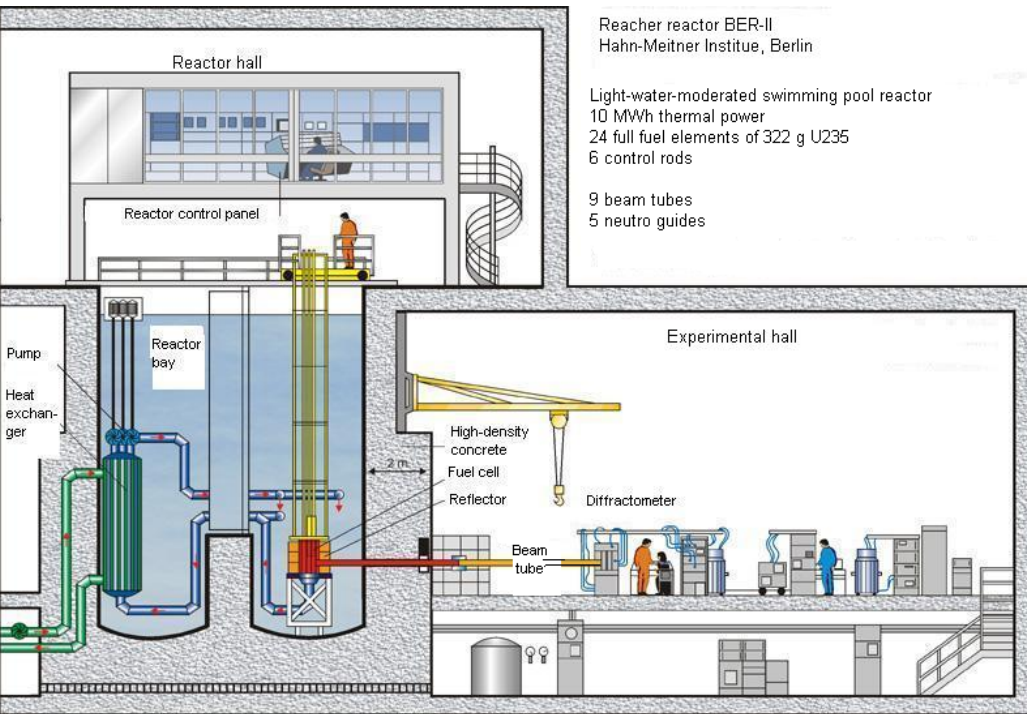 Reacher reactor BER-II
Hahn-Meitner Institue, Berlin
Light-water-moderated swimming pool reactor
10 MWh thermal power
24 full fuel elements of 322 g U235
6 control rods
9 beam tubes
5 neutro guides
Reactor hall
Reactor control panel
Pump
Reactor
bay
Heat
exchan-
ger
Experimental hall
High-density
concrete
2 m
Fuel cell
Reflector
Diffractometer
Beam
tube